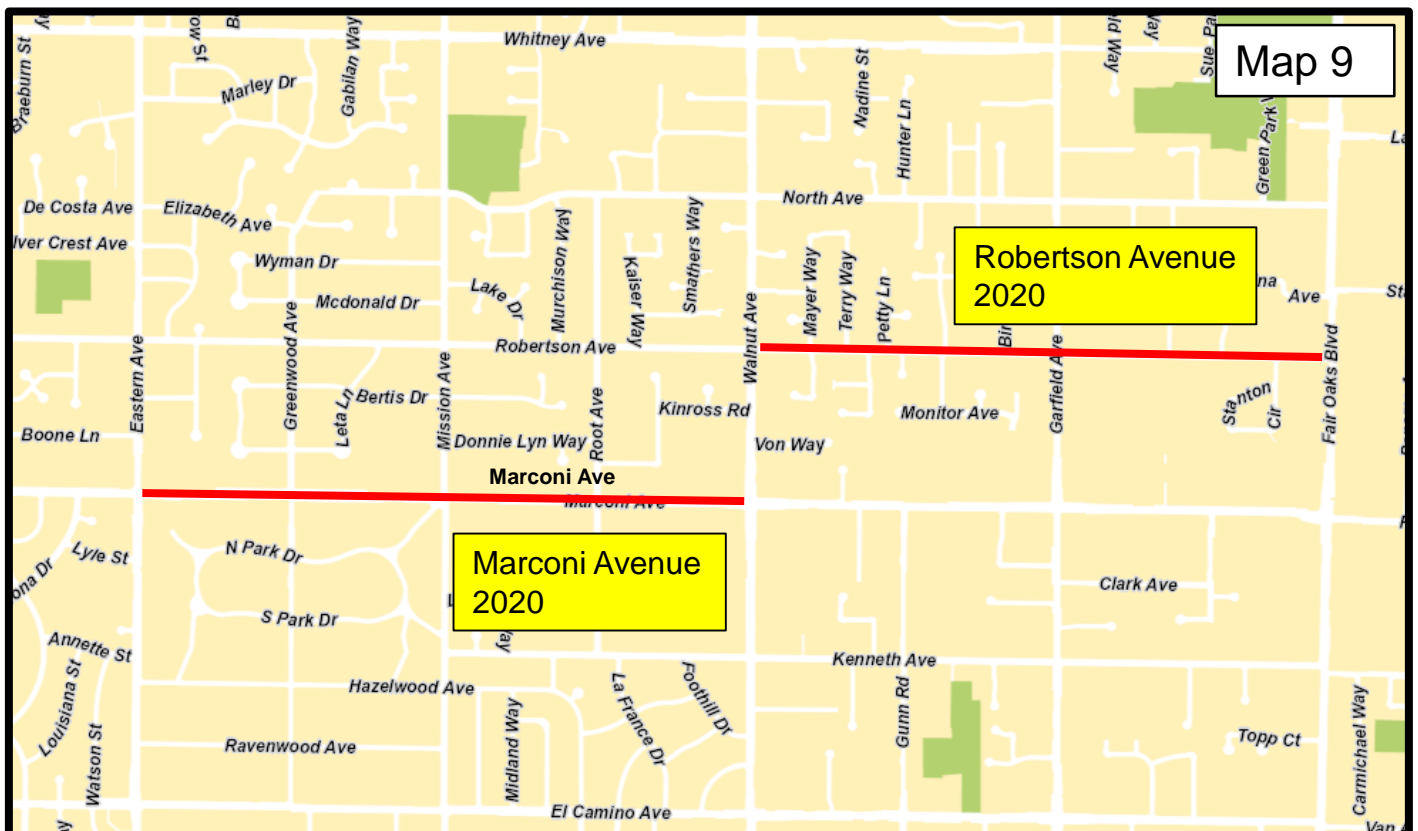 Map 9
Braeburn St
Gabilan Way
Whitney Ave
Marley Dr
Nadine St
Hunter Ln
Green Park
De Costa Ave
Elizabeth Ave
North Ave
lver Crest Ave
Wyman Dr
Mcdonald Dr
Lake Dr
Murchison Way
Kaiser Way
Smathers Way
Mayer Way
Terry Way
Petty Ln
Robertson Avenue
2020
na Ave
Eastern Ave
Greenwood Ave
Mission Ave
Robertson Ave
Walnut Ave
Garfield Ave
Fair Oaks Blvd
Leta Ln
Bertis Dr
Root Ave
Kinross Rd
Monitor Ave
Stanton Cir
Boone Ln
Donnie Lyn Way
Von Way
Marconi Ave
Marconi Ave
Lyle St
N Park Dr
Marconi Avenue
2020
Clark Ave
ona Dr
S Park Dr
Annette St
Kenneth Ave
Louisiana St
Hazelwood Ave
La France Dr
Foothill Dr
Gunn Rd
Watson St
Ravenwood Ave
Midland Way
Topp Ct
Carmichael Way
El Camino Ave